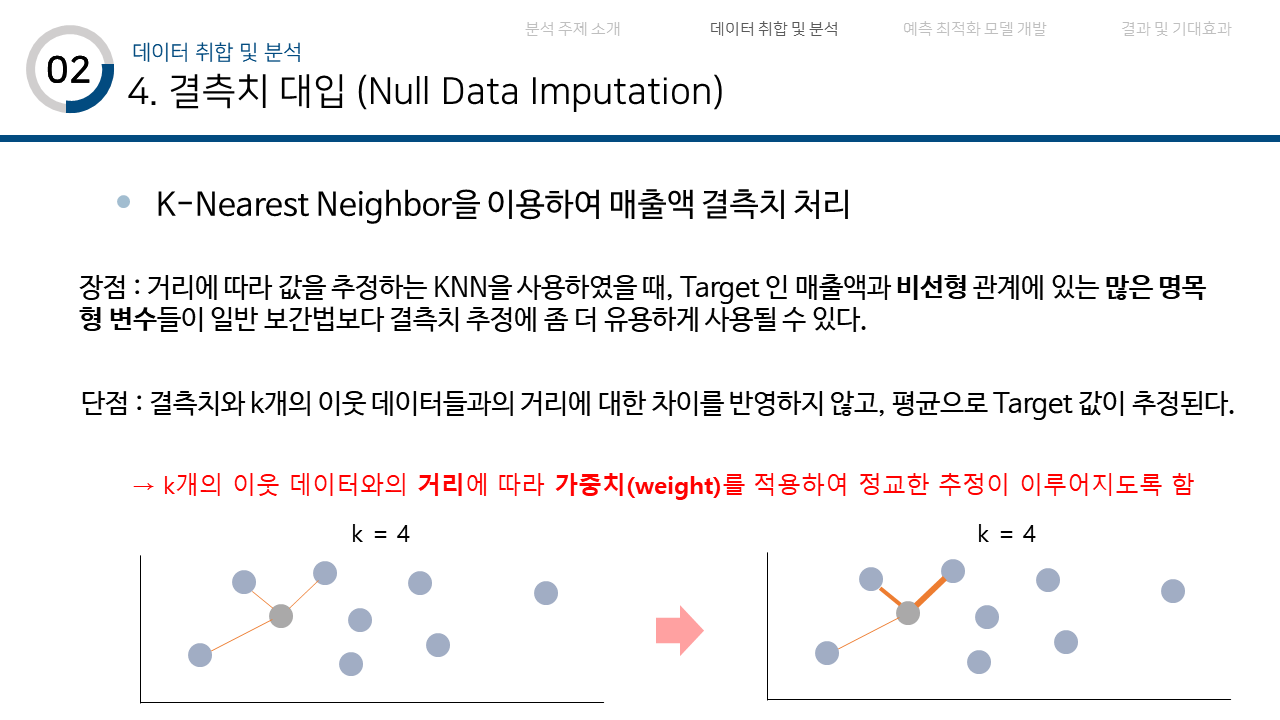 분석 주제 소개
데이터 취합 및 분석
예측 최적화 모델 개발
결과 및 기대효과
02
데이터 취합 및 분석
4. 결측치 대입 (Null Data Imputation)
K-Nearest Neighbor을 이용하여 매출액 결측치 처리
장점 : 거리에 따라 값을 추정하는 KNN을 사용하였을 때, Target 인 매출액과 비선형 관계에 있는 많은 명목
형 변수들이 일반 보간법보다 결측치 추정에 좀 더 유용하게 사용될 수 있다.
단점 : 결측치와 k개의 이웃 데이터들과의 거리에 대한 차이를 반영하지 않고, 평균으로 Target 값이 추정된다.
→ k개의 이웃 데이터와의 거리에 따라 가중치(weight)를 적용하여 정교한 추정이 이루어지도록 함
k = 4
k = 4